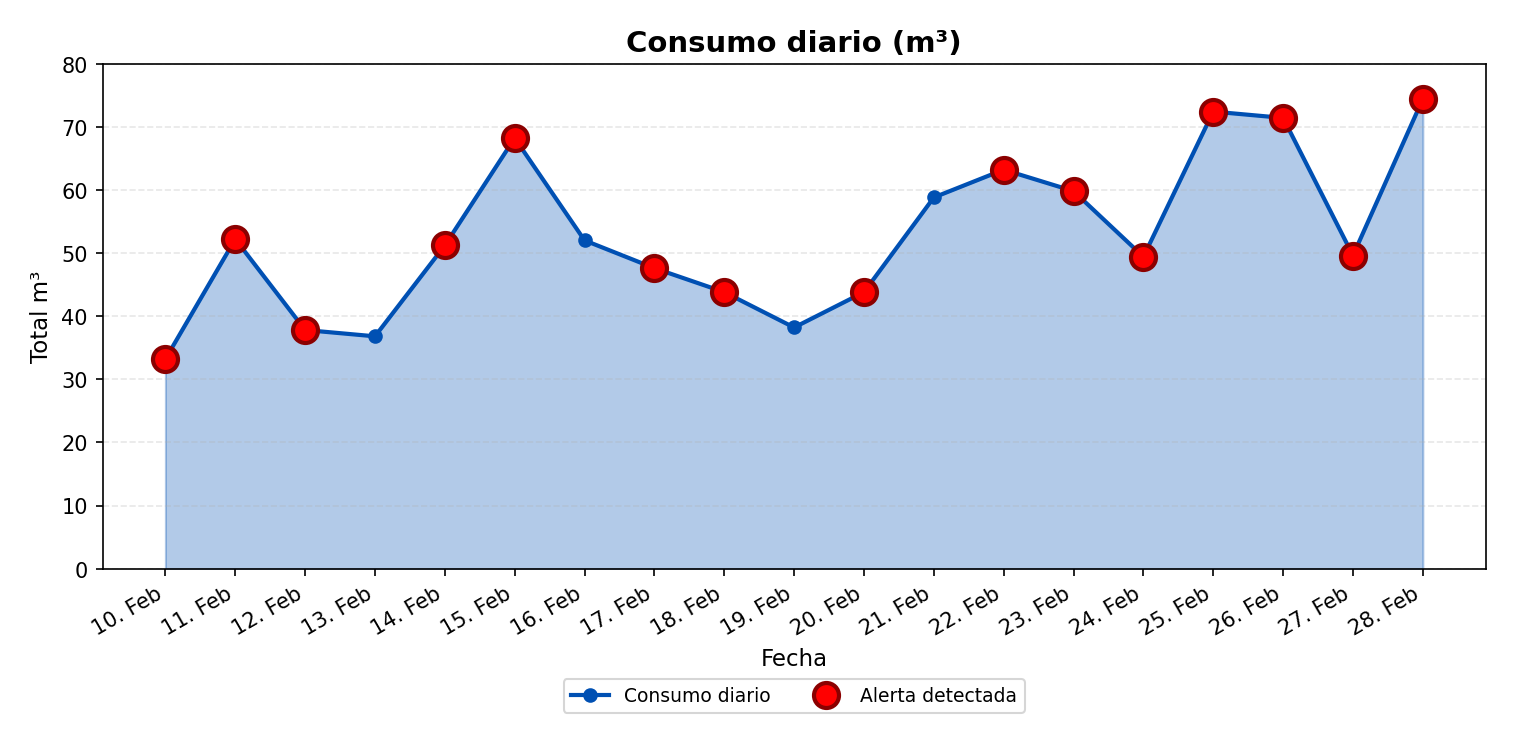 Consumo diario (m³)
80
70
60
50
40
30
20
10
0
Total m³
10. Feb
11. Feb
12. Feb
13. Feb
14. Feb
15. Feb
16. Feb
17. Feb
18. Feb
19. Feb
20. Feb
21. Feb
22. Feb
23. Feb
24. Feb
25. Feb
26. Feb
27. Feb
28. Feb
Fecha
Consumo diario
Alerta detectada